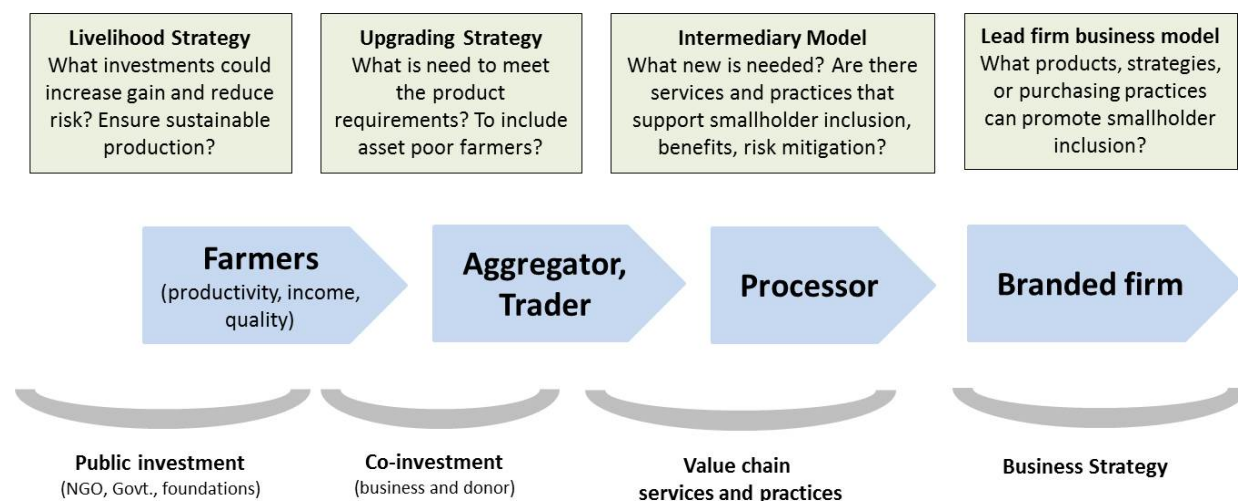 Livelihood Strategy
What investments could
increase gain and reduce
risk? Ensure sustainable
production?
Upgrading Strategy
What is need to meet
the product
requirements? To include
asset poor farmers?
Intermediary Model
What new is needed? Are there
services and practices that
support smallholder inclusion,
benefits, risk mitigation?
Lead firm business model
What products, strategies,
or purchasing practices
can promote smallholder
inclusion?
Farmers
(productivity, income,
quality)
Aggregator,
Trader
Processor
Branded firm
Public investment
(NGO, Govt., foundations)
Co-investment
(business and donor)
Value chain
services and practices
Business Strategy